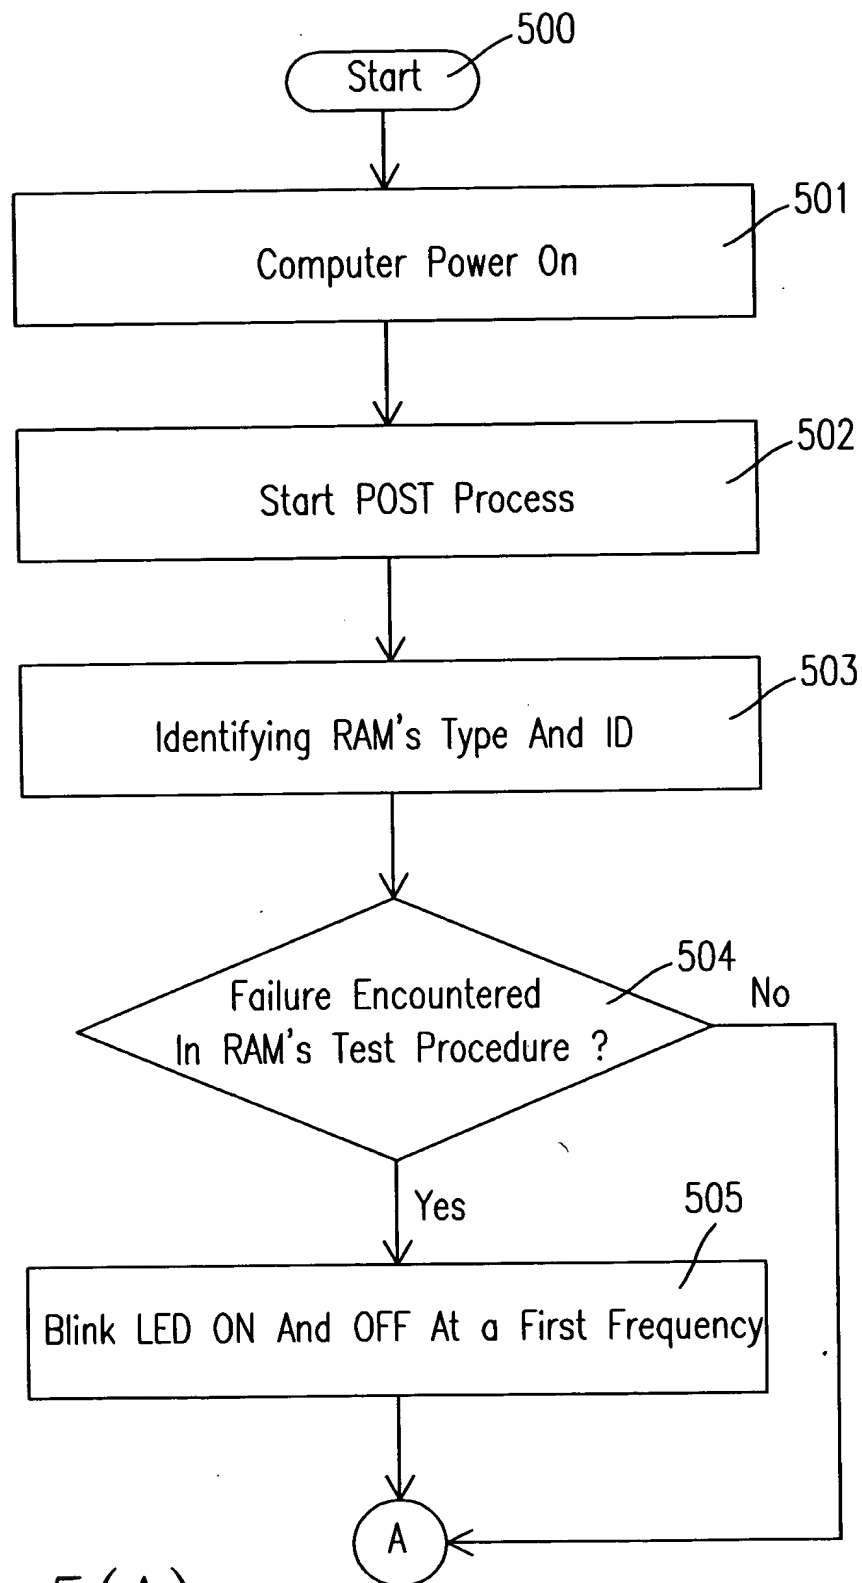 500
Start
501
Computer Power On
502
Start POST Process
503
Identifying RAM's Type And ID
504
Failure Encountered
In RAM's Test Procedure ?
No
Yes
505
Blink LED ON And OFF At a First Frequency
A
5(A)